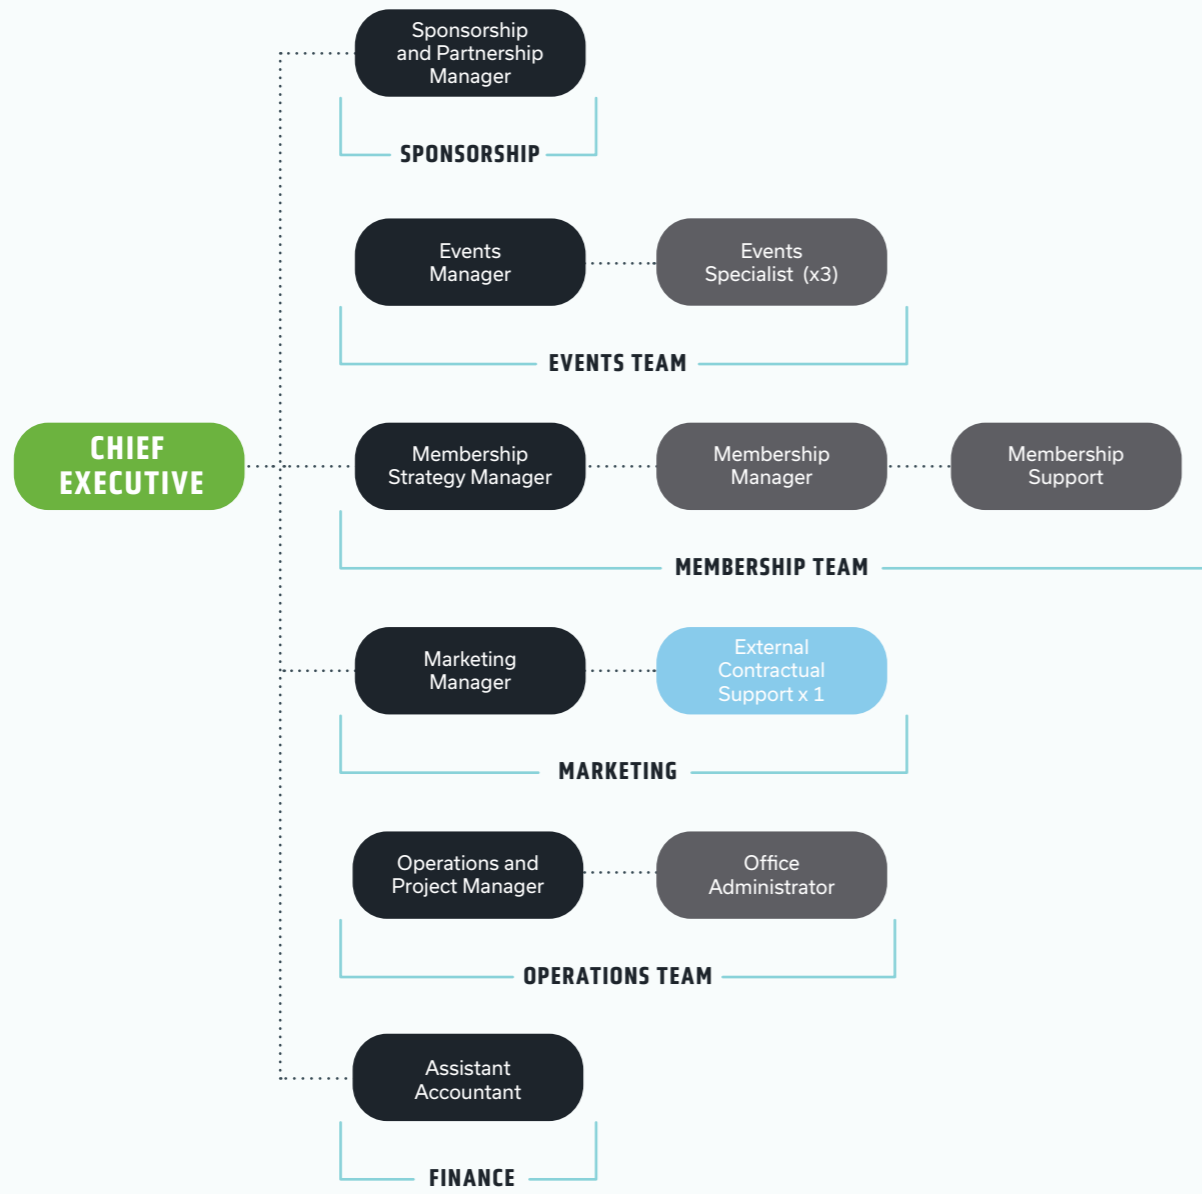 Sponsorship
and Partnership
Manager
SPONSORSHIP
Events
Manager
Events
Specialist (x3)
EVENTS TEAM
CHIEF
EXECUTIVE
Membership
Strategy Manager
Membership
Manager
Membership
Support
MEMBERSHIP TEAM
Marketing
Manager
External
Contractual
Support x 1
MARKETING
Operations and
Project Manager
Office
Administrator
OPERATIONS TEAM
Assistant
Accountant
FINANCE